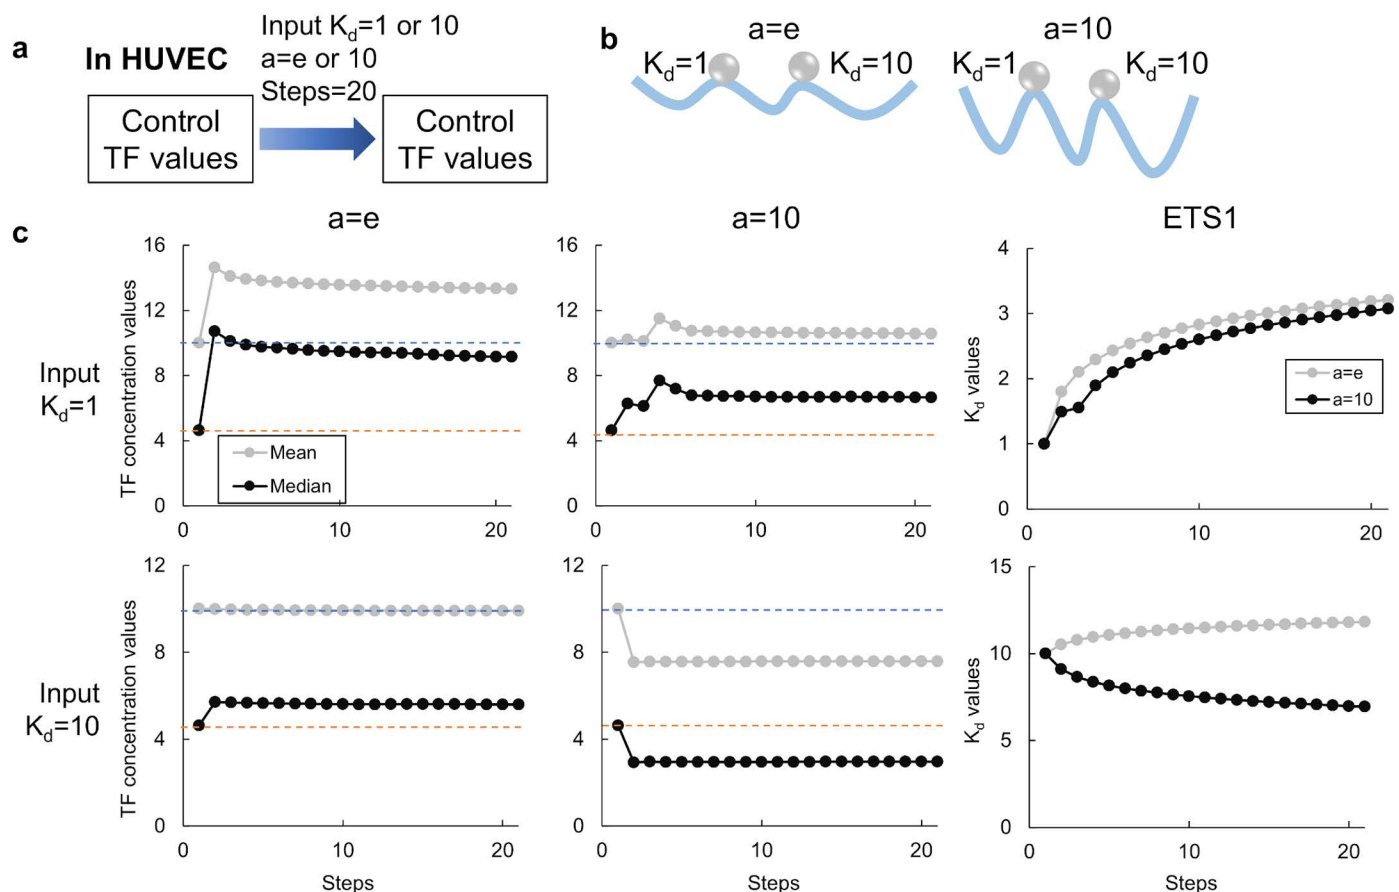 a
In HUVEC
Input Kd=1 or 10
a=e or 10
Steps=20
Control
TF values
Control
TF values
b
a=e
Kd=1
Kd=10
a=10
Kd=1
Kd=10
c
a=e
a=10
ETS1
Input
Kd=1
TF concentration values
16
12
8
4
0
Mean
Median
0
10
20
16
12
8
4
0
0
10
20
Kd values
4
3
2
1
0
a=e
a=10
0
10
20
Input
Kd=10
TF concentration values
12
8
4
0
0
10
20
Steps
12
8
4
0
0
10
20
Steps
Kd values
15
10
5
0
0
10
20
Steps